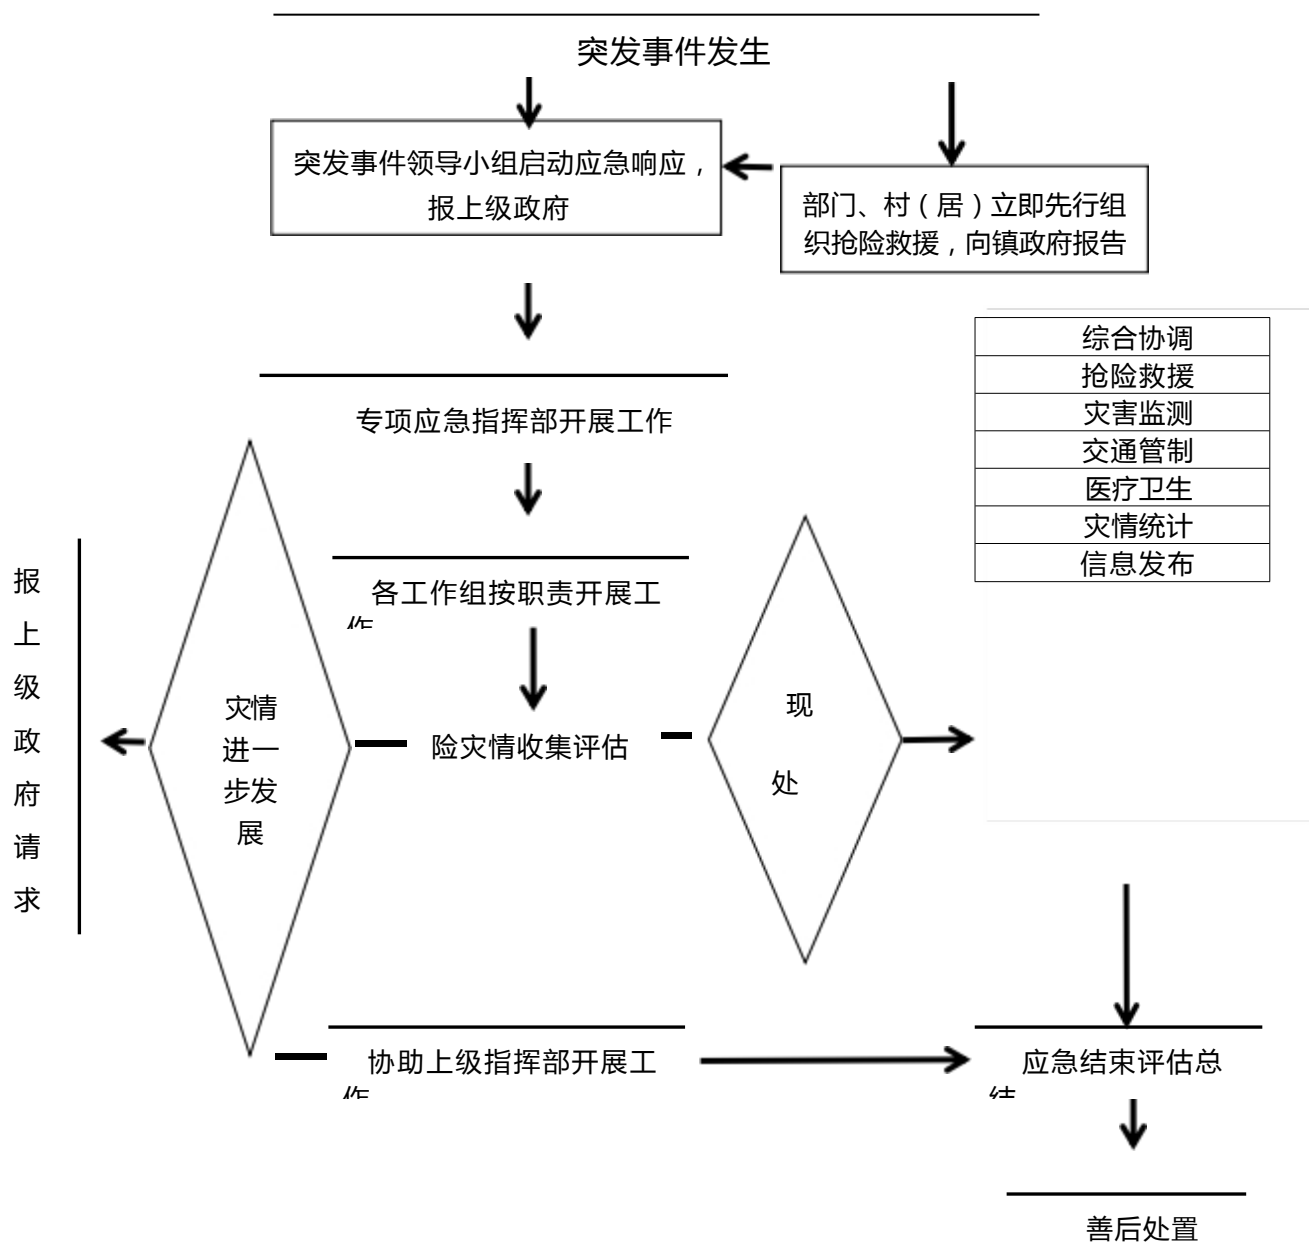 突发事件发生
突发事件领导小组启动应急响应，
报上级政府
部门、村（居）立即先行组
织抢险救援，向镇政府报告
综合协调
抢险救援
灾害监测
交通管制
医疗卫生
灾情统计
信息发布
专项应急指挥部开展工作
各工作组按职责开展工
作
报
上
级
政
府
请
求
灾情
进一
步发
展
险灾情收集评估
现
处
协助上级指挥部开展工
作
应急结束评估总
结
善后处置